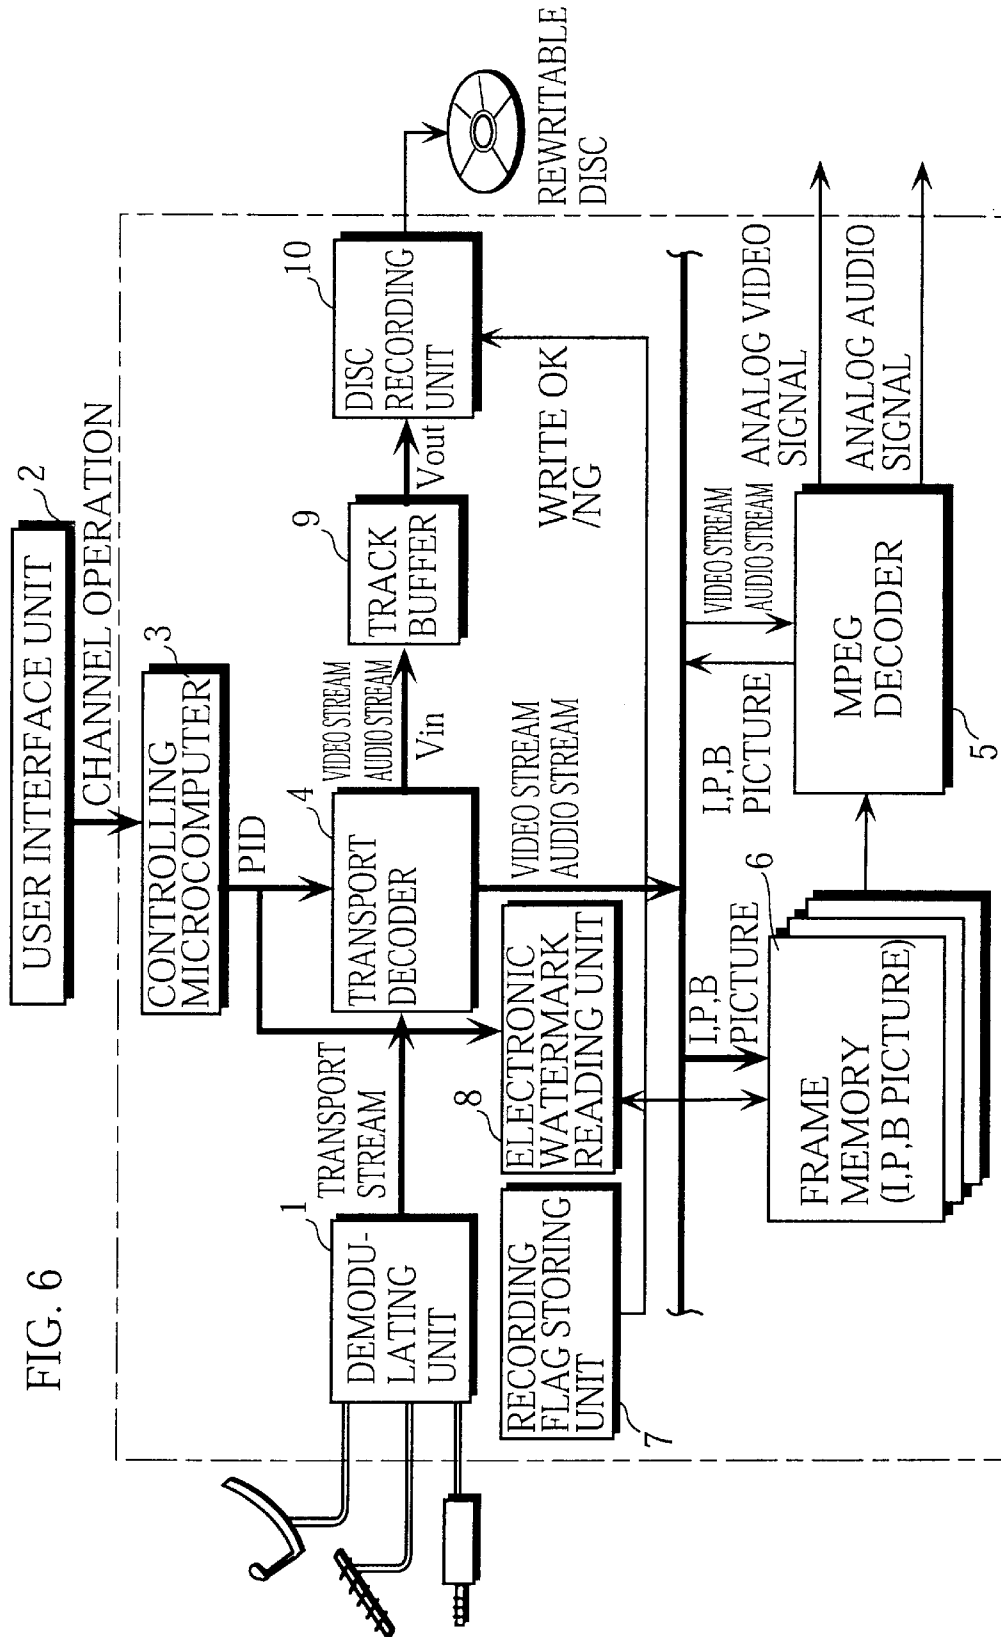 FIG. 6
USER INTERFACE UNIT
2
CHANNEL OPERATION
CONTROLLING
MICROCOMPUTER
3
PID
1
DEMODU-
LATING
UNIT
TRANSPORT
STREAM
TRANSPORT
DECODER
4
VIDEO STREAM
AUDIO STREAM
Vin
TRACK
BUFFER
9
Vout
DISC
RECORDING
UNIT
10
REWRITABLE
DISC
RECORDING
FLAG STORING
UNIT
7
8
ELECTRONIC
WATERMARK
READING UNIT
VIDEO STREAM
AUDIO STREAM
WRITE OK
/NG
I,P,B
PICTURE
FRAME
MEMORY
(I,P,B PICTURE)
6
I,P,B
PICTURE
VIDEO STREAM
AUDIO STREAM
MPEG
DECODER
5
ANALOG VIDEO
SIGNAL
ANALOG AUDIO
SIGNAL